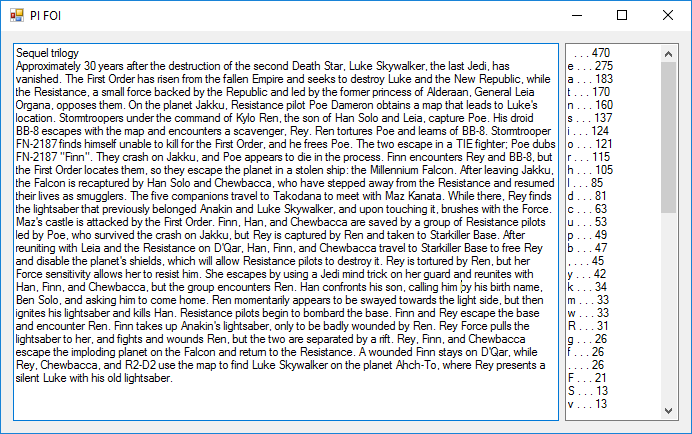 PI FOI
Sequel trilogy
Approximately 30 years after the destruction of the second Death Star, Luke Skywalker, the last Jedi, has
vanished. The First Order has risen from the fallen Empire and seeks to destroy Luke and the New Republic, while
the Resistance, a small force backed by the Republic and led by the former princess of Alderaan, General Leia
Organa, opposes them. On the planet Jakku, Resistance pilot Poe Dameron obtains a map that leads to Luke's
location. Stormtroopers under the command of Kylo Ren, the son of Han Solo and Leia, capture Poe. His droid
BB-8 escapes with the map and encounters a scavenger, Rey. Ren tortures Poe and learns of BB-8. Stormtrooper
FN-2187 finds himself unable to kill for the First Order, and he frees Poe. The two escape in a TIE fighter; Poe dubs
FN-2187 "Finn". They crash on Jakku, and Poe appears to die in the process. Finn encounters Rey and BB-8, but
the First Order locates them, so they escape the planet in a stolen ship: the Millennium Falcon. After leaving Jakku,
the Falcon is recaptured by Han Solo and Chewbacca, who have stepped away from the Resistance and resumed
their lives as smugglers. The five companions travel to Takodana to meet with Maz Kanata. While there, Rey finds
the lightsaber that previously belonged Anakin and Luke Skywalker, and upon touching it, brushes with the Force.
Maz's castle is attacked by the First Order. Finn, Han, and Chewbacca are saved by a group of Resistance pilots
led by Poe, who survived the crash on Jakku, but Rey is captured by Ren and taken to Starkiller Base. After
reuniting with Leia and the Resistance on D'Qar, Han, Finn, and Chewbacca travel to Starkiller Base to free Rey
and disable the planet's shields, which will allow Resistance pilots to destroy it. Rey is tortured by Ren, but her
Force sensitivity allows her to resist him. She escapes by using a Jedi mind trick on her guard and reunites with
Han, Finn, and Chewbacca, but the group encounters Ren. Han confronts his son, calling him by his birth name,
Ben Solo, and asking him to come home. Ren momentarily appears to be swayed towards the light side, but then
ignites his lightsaber and kills Han. Resistance pilots begin to bombard the base. Finn and Rey escape the base
and encounter Ren. Finn takes up Anakin's lightsaber, only to be badly wounded by Ren. Rey Force pulls the
lightsaber to her, and fights and wounds Ren, but the two are separated by a rift. Rey, Finn, and Chewbacca
escape the imploding planet on the Falcon and return to the Resistance. A wounded Finn stays on D'Qar, while
Rey, Chewbacca, and R2-D2 use the map to find Luke Skywalker on the planet Ahch-To, where Rey presents a
silent Luke with his old lightsaber.
. . . 470
e . . . 275
a . . . 183
t . . . 170
n . . . 160
s . . . 137
i . . . 124
o . . . 121
r . . . 115
h . . . 105
l . . . 85
d . . . 81
c . . . 63
u . . . 53
p . . . 49
b . . . 47
, . . . 45
y . . . 42
k . . . 34
m . . . 33
w . . . 33
R . . . 31
g . . . 26
f . . . 26
. . . . 26
F . . . 21
S . . . 13
v . . . 13